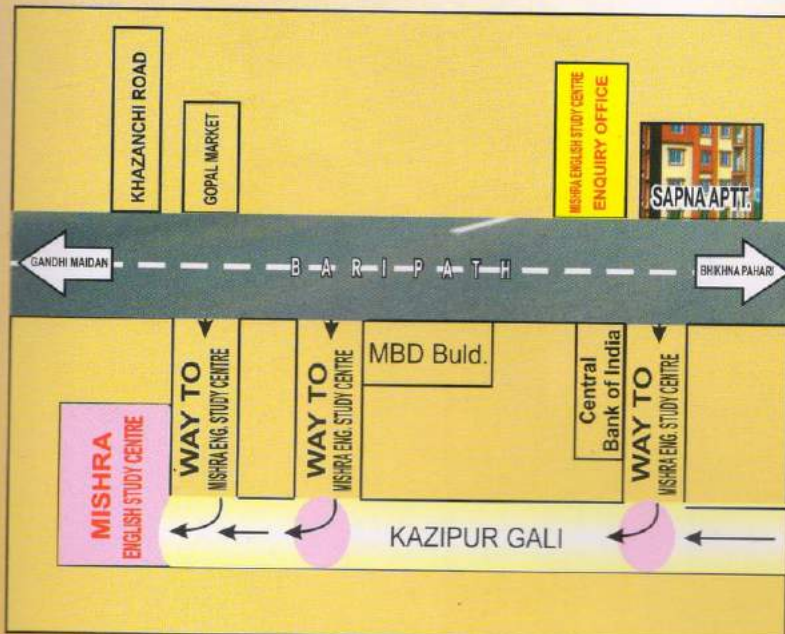 KHAZANCHI ROAD
GOPAL MARKET
MISHRA ENGLISH STUDY CENTRE
ENQUIRY OFFICE
SAPNA APTT.
GANDHI MAIDAN
BARIPATH
BHIKHNA PAHARI
WAY TO
MISHRA ENG. STUDY CENTRE
WAY TO
MISHRA ENG. STUDY CENTRE
MBD Buld.
Central
Bank of India
WAY TO
MISHRA ENG. STUDY CENTRE
MISHRA
ENGLISH STUDY CENTRE
KAZIPUR GALI